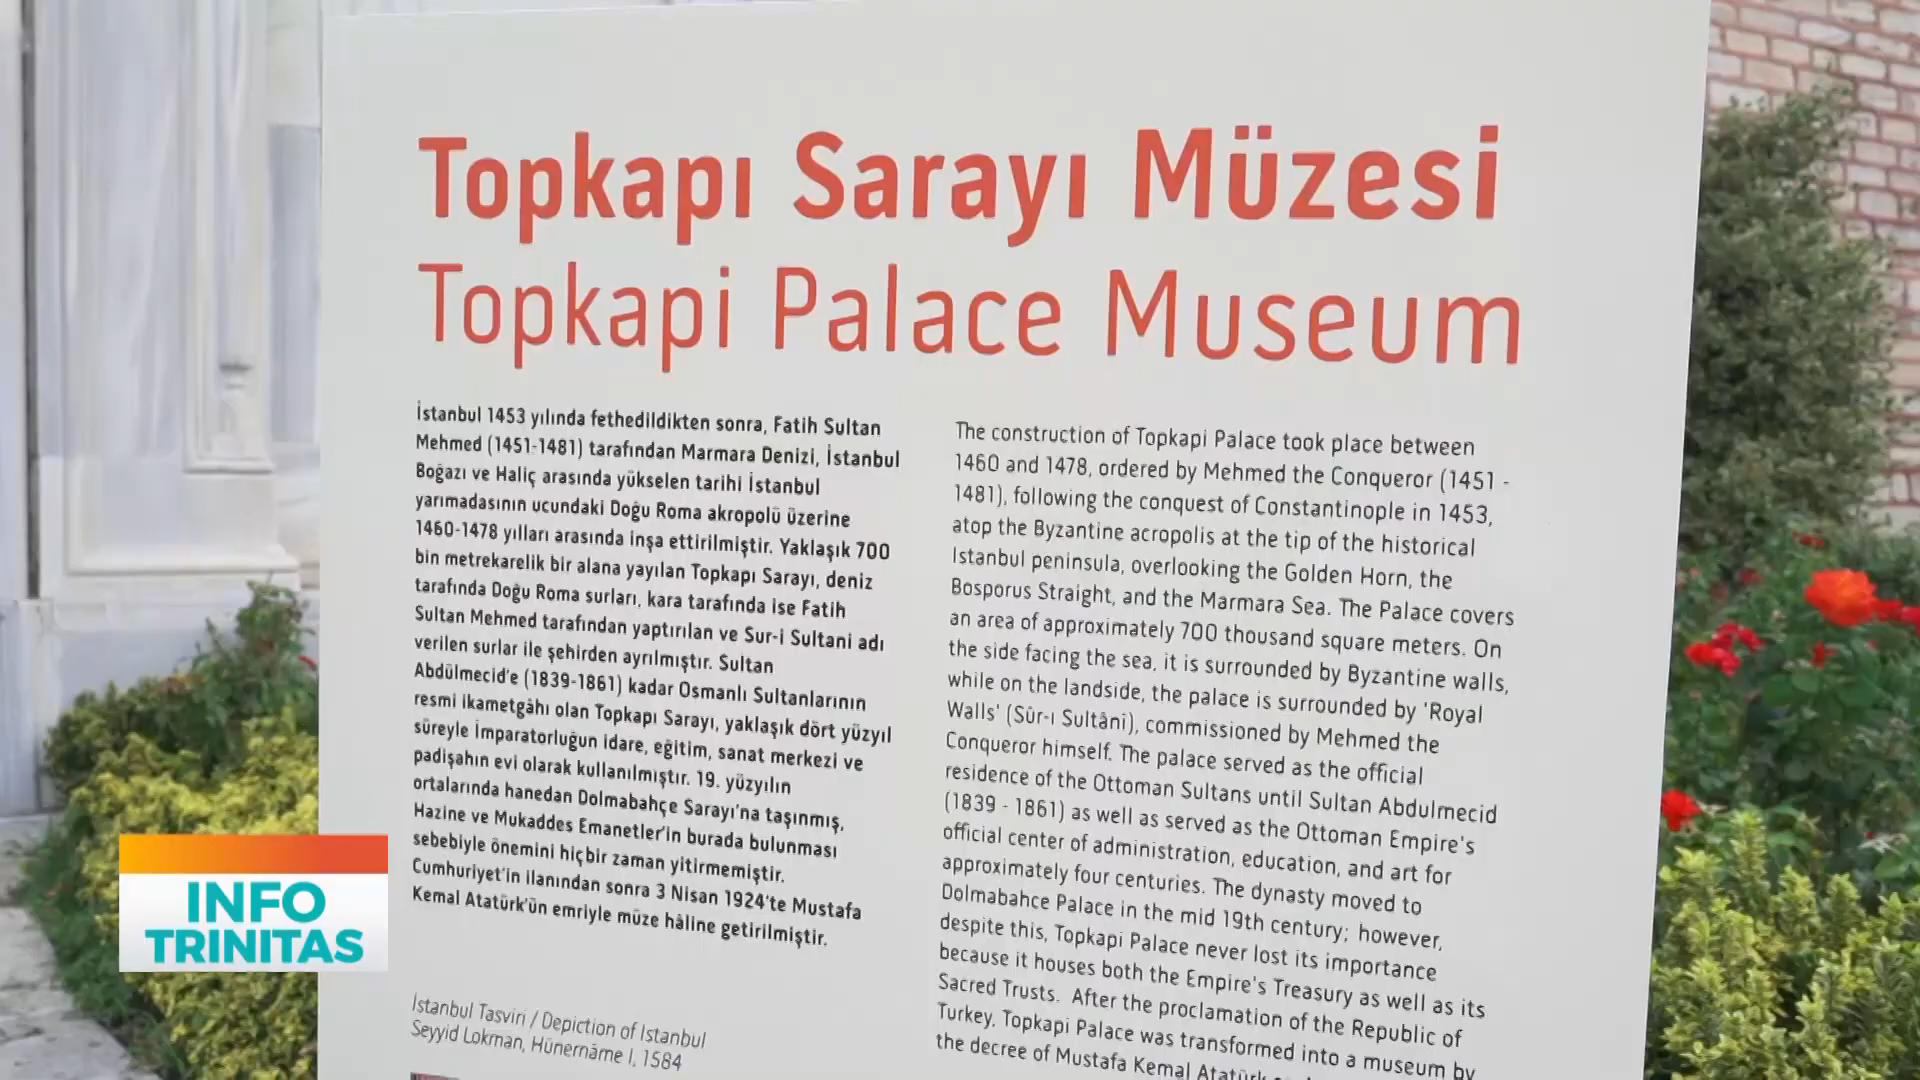 Topkapı Sarayı Müzesi
Topkapi Palace Museum
İstanbul 1453 yılında fethedildikten sonra, Fatih Sultan
Mehmed (1451-1481) tarafından Marmara Denizi, İstanbul
Boğazı ve Haliç arasında yükselen tarihi İstanbul
yarımadasının ucundaki Doğu Roma akropolü üzerine
1460-1478 yılları arasında inşa ettirilmiştir. Yaklaşık 700
bin metrekarelik bir alana yayılan Topkapı Sarayı, deniz
tarafında Doğu Roma surları, kara tarafında ise Fatih
Sultan Mehmed tarafından yaptırılan ve Sur-i Sultani adı
verilen surlar ile şehirden ayrılmıştır. Sultan
Abdülmecid'e (1839-1861) kadar Osmanlı Sultanlarının
resmi ikametgâhı olan Topkapı Sarayı, yaklaşık dört yüzyıl
süreyle İmparatorluğun idare, eğitim, sanat merkezi ve
padişahın evi olarak kullanılmıştır. 19. yüzyılın
ortalarında hanedan Dolmabahçe Sarayı'na taşınmış,
Hazine ve Mukaddes Emanetler'in burada bulunması
sebebiyle önemini hiçbir zaman yitirmemiştir.
Cumhuriyet'in ilanından sonra 3 Nisan 1924'te Mustafa
Kemal Atatürk'ün emriyle müze hâline getirilmiştir.
İstanbul Tasviri / Depiction of Istanbul
Seyyid Lokman, Hünernâme I, 1584
The construction of Topkapi Palace took place between
1460 and 1478, ordered by Mehmed the Conqueror (1451 -
1481), following the conquest of Constantinople in 1453,
atop the Byzantine acropolis at the tip of the historical
Istanbul peninsula, overlooking the Golden Horn, the
Bosporus Straight, and the Marmara Sea. The Palace covers
an area of approximately 700 thousand square meters. On
the side facing the sea, it is surrounded by Byzantine walls,
while on the landside, the palace is surrounded by 'Royal
Walls' (Sûr-ı Sultânî), commissioned by Mehmed the
Conqueror himself. The palace served as the official
residence of the Ottoman Sultans until Sultan Abdulmecid
(1839 - 1861) as well as served as the Ottoman Empire's
official center of administration, education, and art for
approximately four centuries. The dynasty moved to
Dolmabahce Palace in the mid 19th century; however,
despite this, Topkapi Palace never lost its importance
because it houses both the Empire's Treasury as well as its
Sacred Trusts. After the proclamation of the Republic of
Turkey, Topkapi Palace was transformed into a museum by
the decree of Mustafa Kemal Atatürk
INFO
TRINITAS